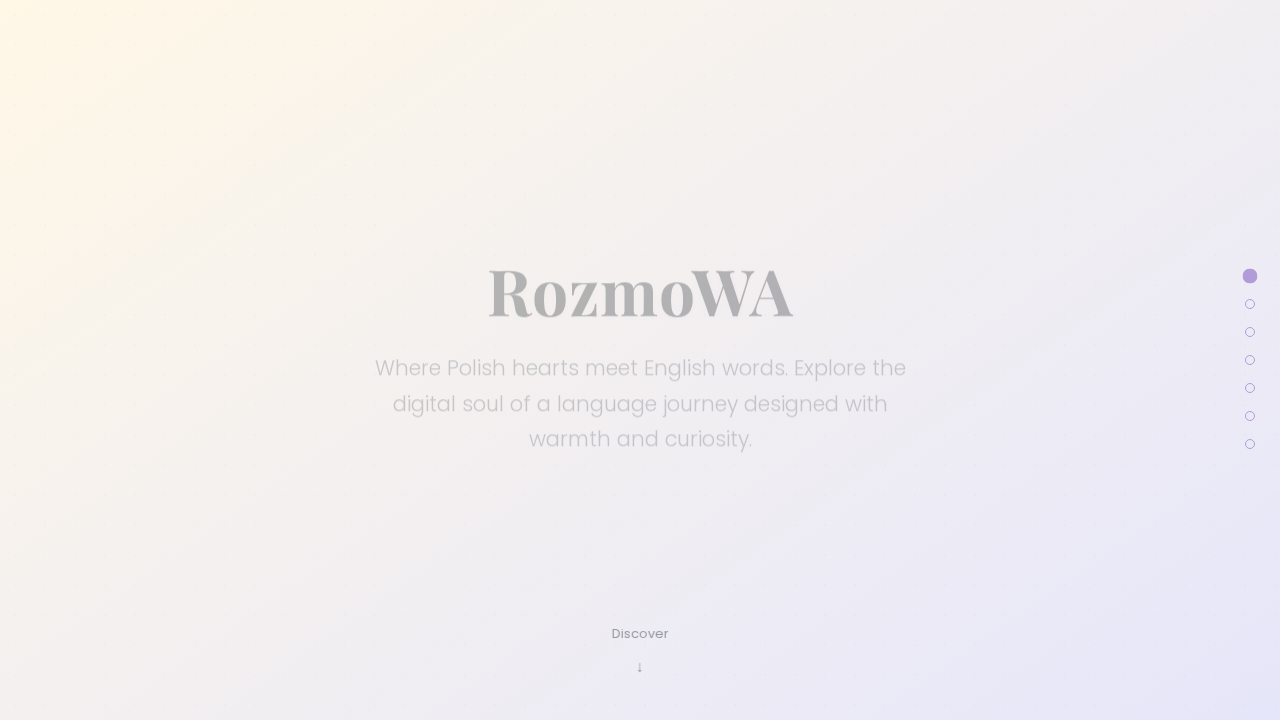 RozmoWA
Where Polish hearts meet English words. Explore the
digital soul of a language journey designed with
warmth and curiosity.
Discover
↓